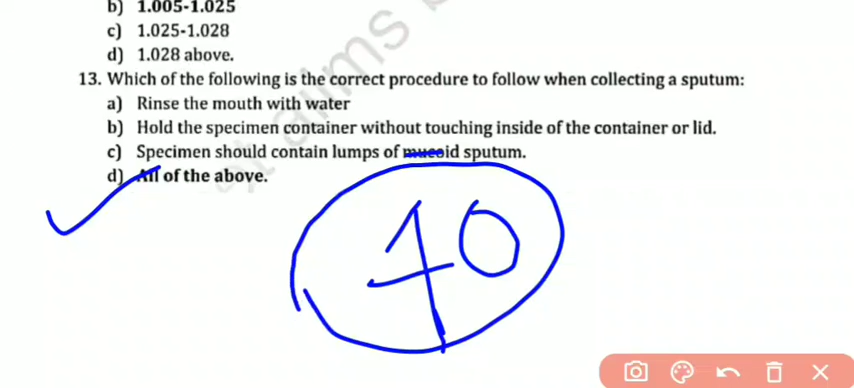 b) 1.005-1.025
c) 1.025-1.028
d) 1.028 above.
13. Which of the following is the correct procedure to follow when collecting a sputum:
a) Rinse the mouth with water
b) Hold the specimen container without touching inside of the container or lid.
c) Specimen should contain lumps of mucoid sputum.
d) All of the above.
40